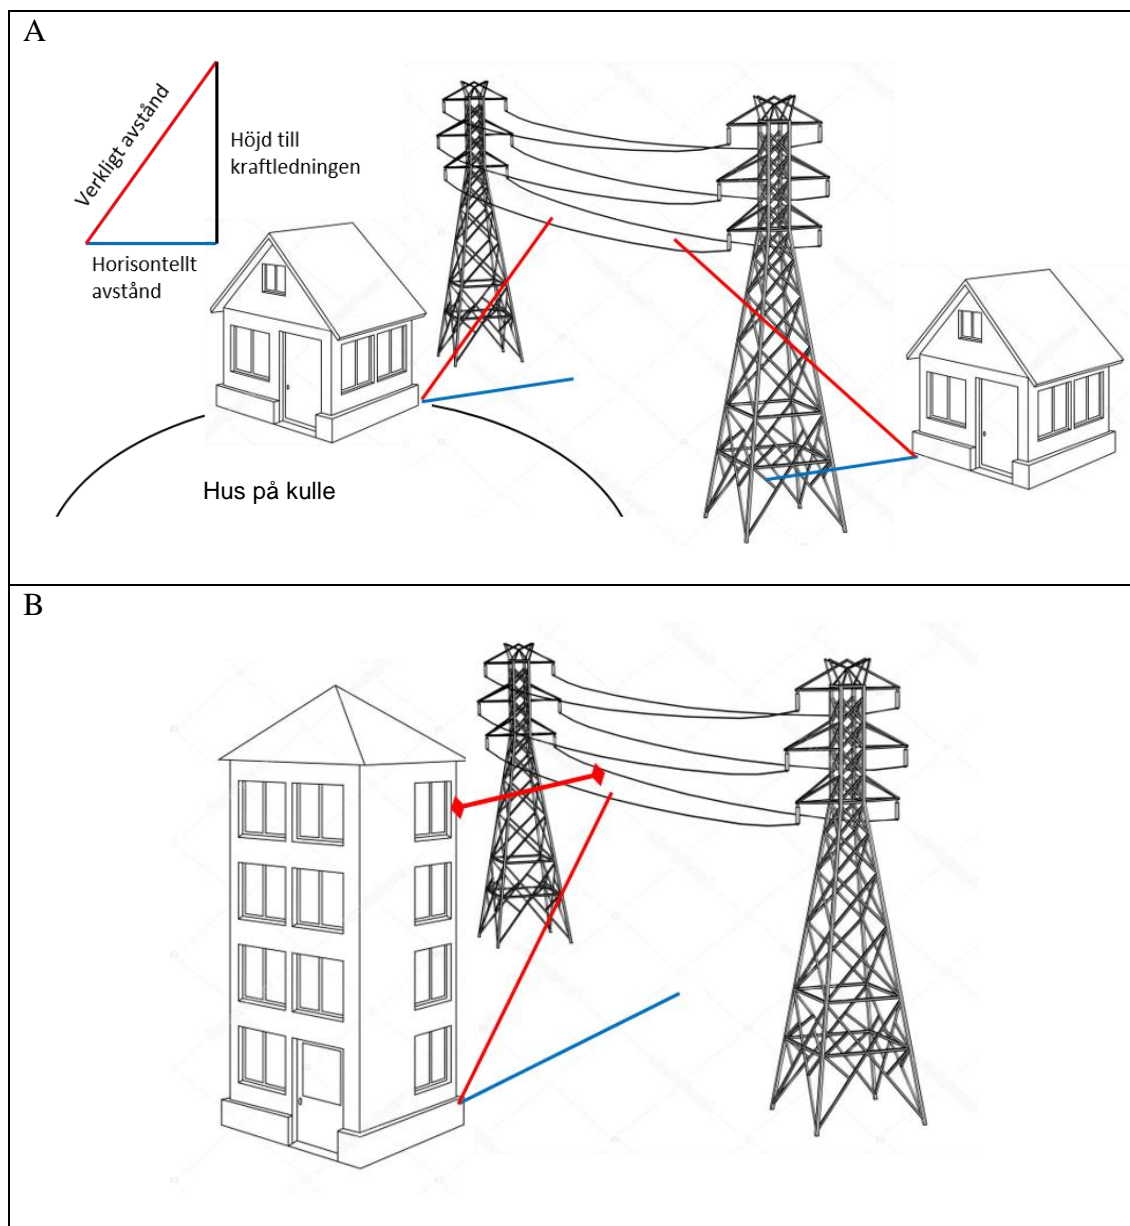 A
Verkligt avstånd
Höjd till
kraftledningen
Horisontellt
avstånd
Hus på kulle
B